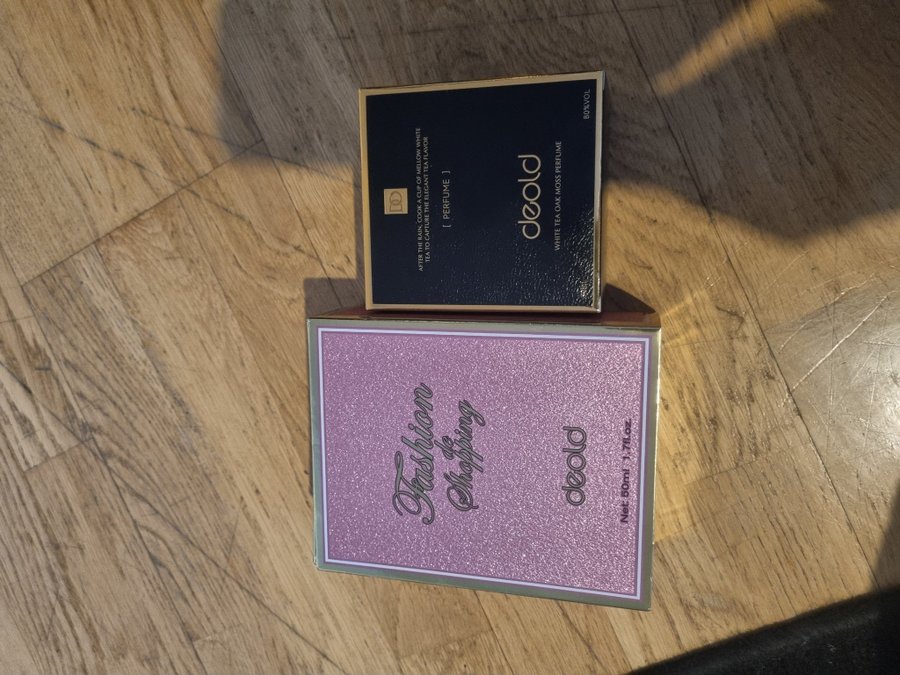 AFTER THE RAIN, COOK A CUP OF MELLOW WHITE
TEA TO CAPTURE THE ELEGANT TEA FLAVOR
[ PERFUME ]
deold
WHITE TEA OAK MOSS PERFUME
80%VOL
Fashion
de
Shopping
deold
Net: 50ml 1.7fl.oz.